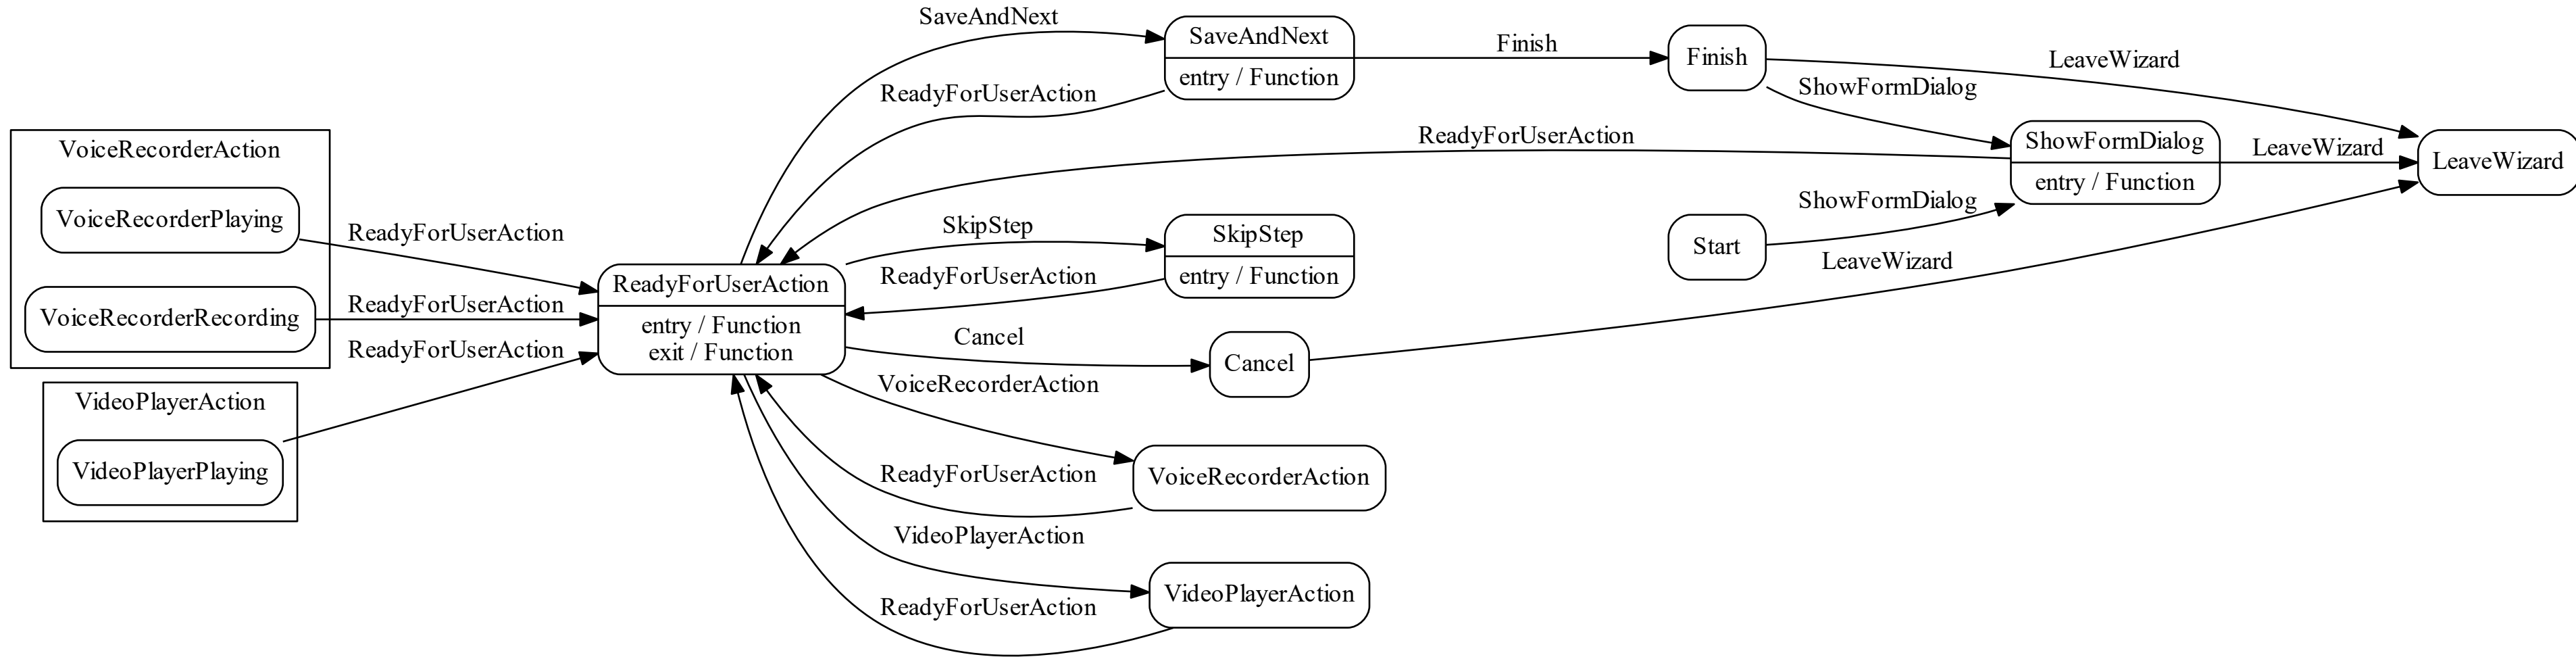 SaveAndNext
SaveAndNext
entry / Function
Finish
Finish
LeaveWizard
ShowFormDialog
ReadyForUserAction
ReadyForUserAction
ShowFormDialog
entry / Function
LeaveWizard
LeaveWizard
VoiceRecorderAction
VoiceRecorderPlaying
ReadyForUserAction
VoiceRecorderRecording
ReadyForUserAction
ReadyForUserAction
VideoPlayerAction
VideoPlayerPlaying
ReadyForUserAction
entry / Function
exit / Function
SkipStep
SkipStep
entry / Function
ReadyForUserAction
ShowFormDialog
Start
LeaveWizard
Cancel
Cancel
VoiceRecorderAction
VoiceRecorderAction
ReadyForUserAction
VideoPlayerAction
VideoPlayerAction
ReadyForUserAction